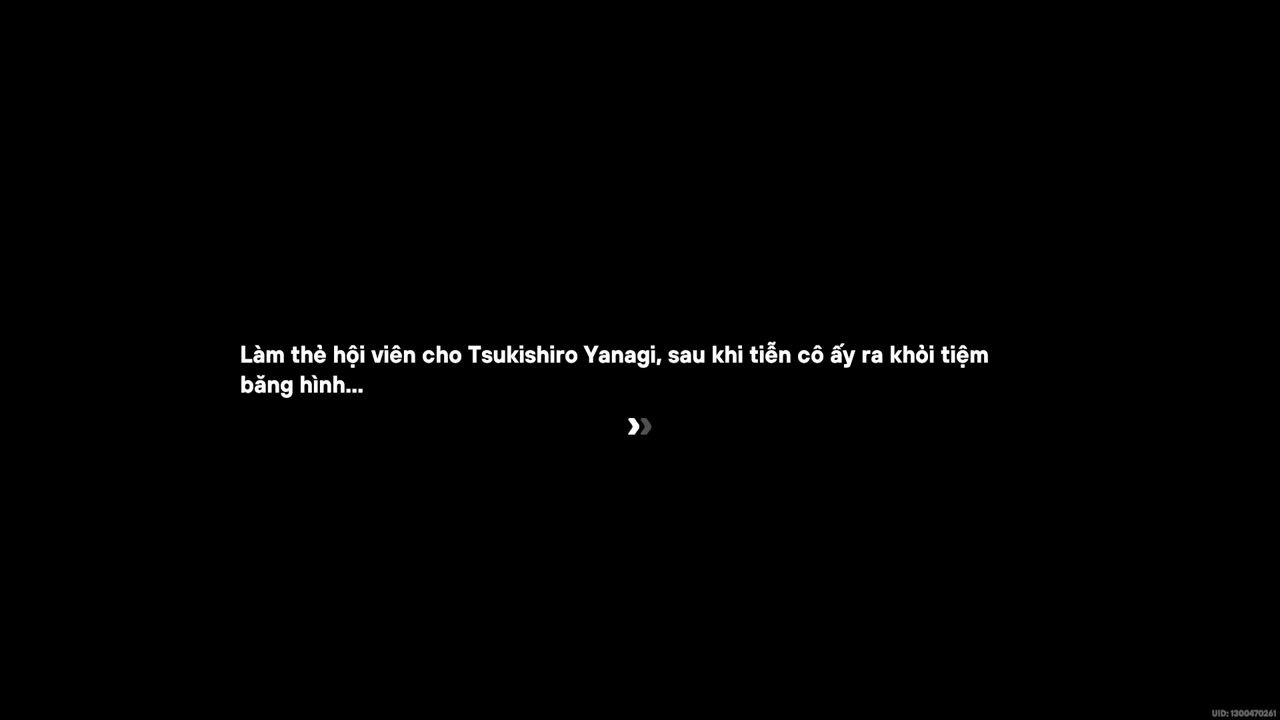 Làm thẻ hội viên cho Tsukishiro Yanagi, sau khi tiễn cô ấy ra khỏi tiệm
băng hình...
UID: 1300470261